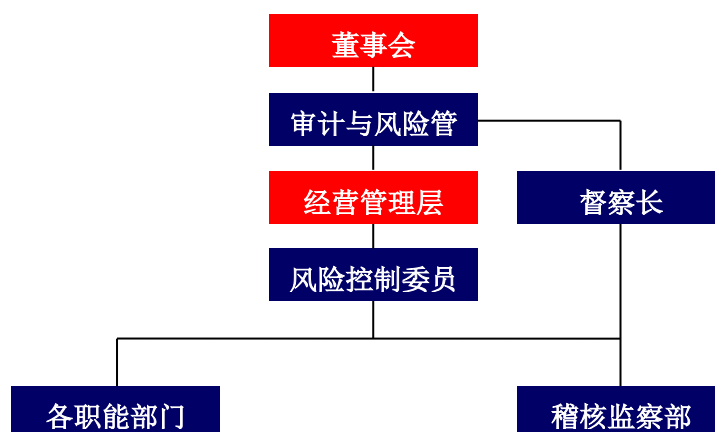 董事会
审计与风险管
经营管理层
督察长
风险控制委员
各职能部门
稽核监察部